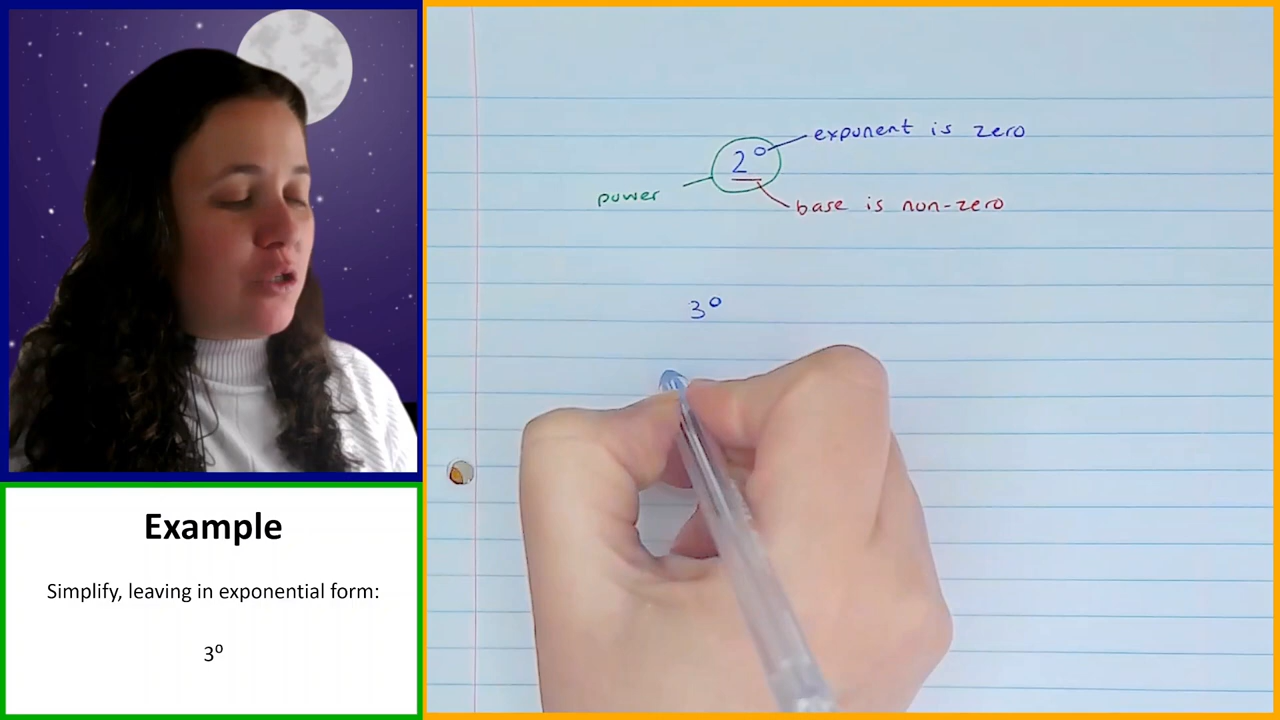 2⁰
exponent is zero
power
base is non-zero
3⁰
Example
Simplify, leaving in exponential form:
3⁰